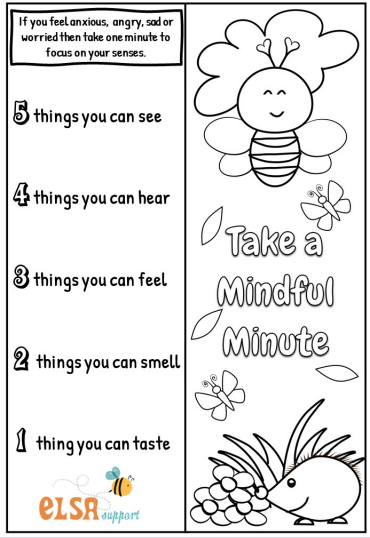 If you feel anxious, angry, sad or
worried then take one minute to
focus on your senses.
5 things you can see
4 things you can hear
3 things you can feel
2 things you can smell
1 thing you can taste
ELSA support
Take a
Mindful
Minute